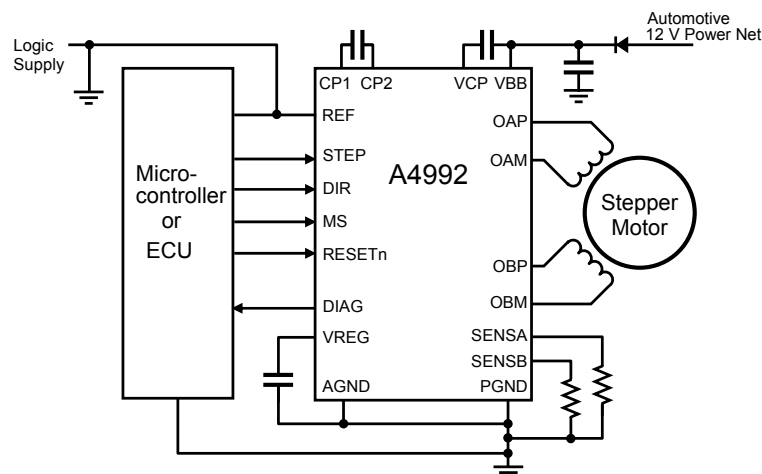 Automotive
12 V Power Net
Logic
Supply
CP1 CP2
VCP VBB
REF
OAP
STEP
OAM
Micro-
controller
or
ECU
A4992
DIR
Stepper
Motor
MS
RESETn
OBP
OBM
DIAG
VREG
SENSA
SENSB
AGND
PGND